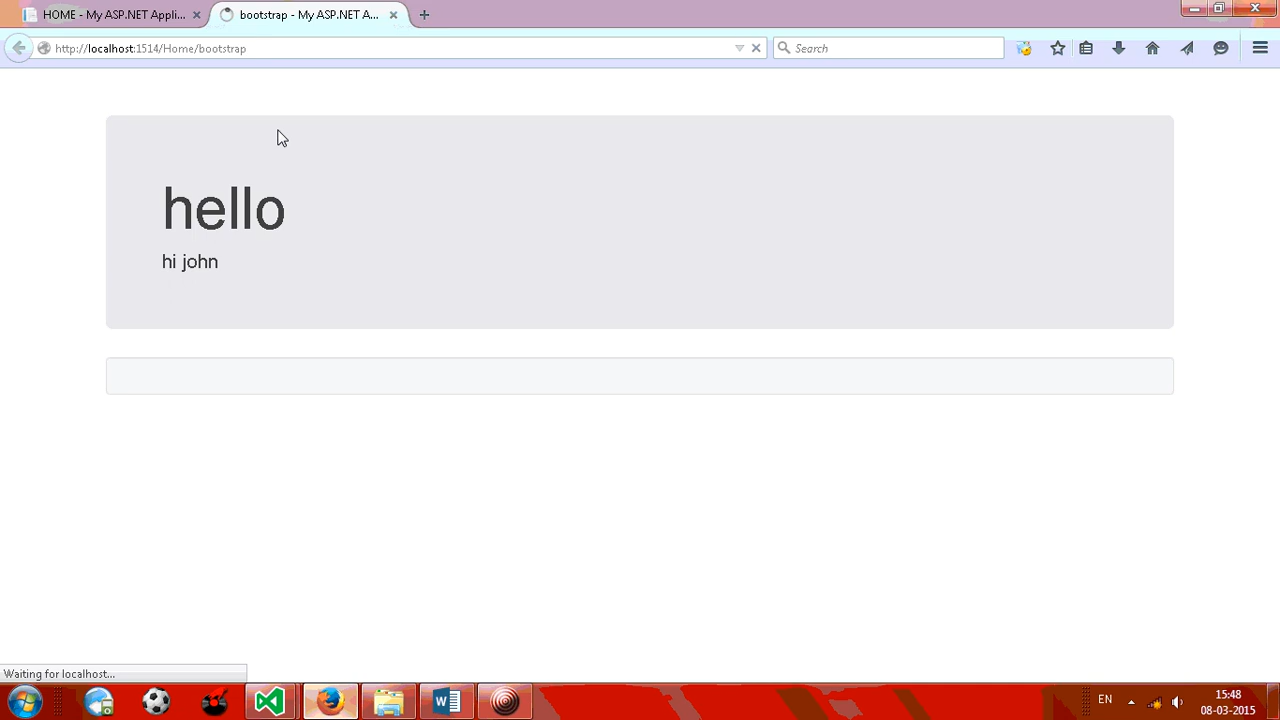 HOME - My ASP.NET Appli...
bootstrap - My ASP.NET A...
http://localhost:1514/Home/bootstrap
Search
hello
hi john
Waiting for localhost...
EN
15:48
08-03-2015